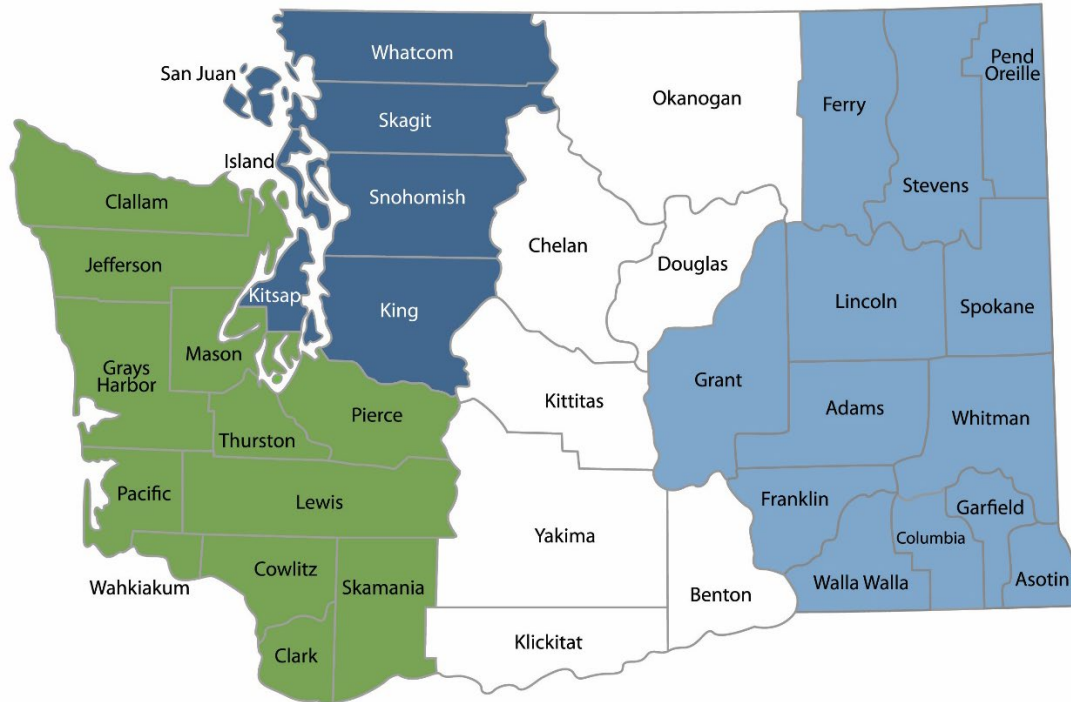 Whatcom
San Juan
Skagit
Island
Snohomish
Clallam
Jefferson
Kitsap
King
Mason
Grays
Harbor
Thurston
Pierce
Pacific
Lewis
Wahkiakum
Cowlitz
Skamania
Clark
Okanogan
Chelan
Douglas
Kittitas
Yakima
Klickitat
Benton
Ferry
Stevens
Pend
Oreille
Lincoln
Spokane
Grant
Adams
Whitman
Franklin
Walla Walla
Columbia
Garfield
Asotin